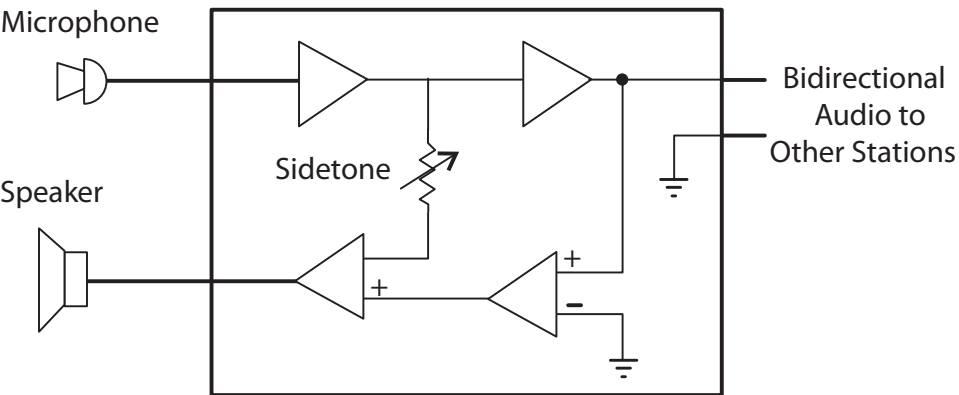 Microphone
Bidirectional
Audio to
Other Stations
Sidetone
Speaker
+
+
-